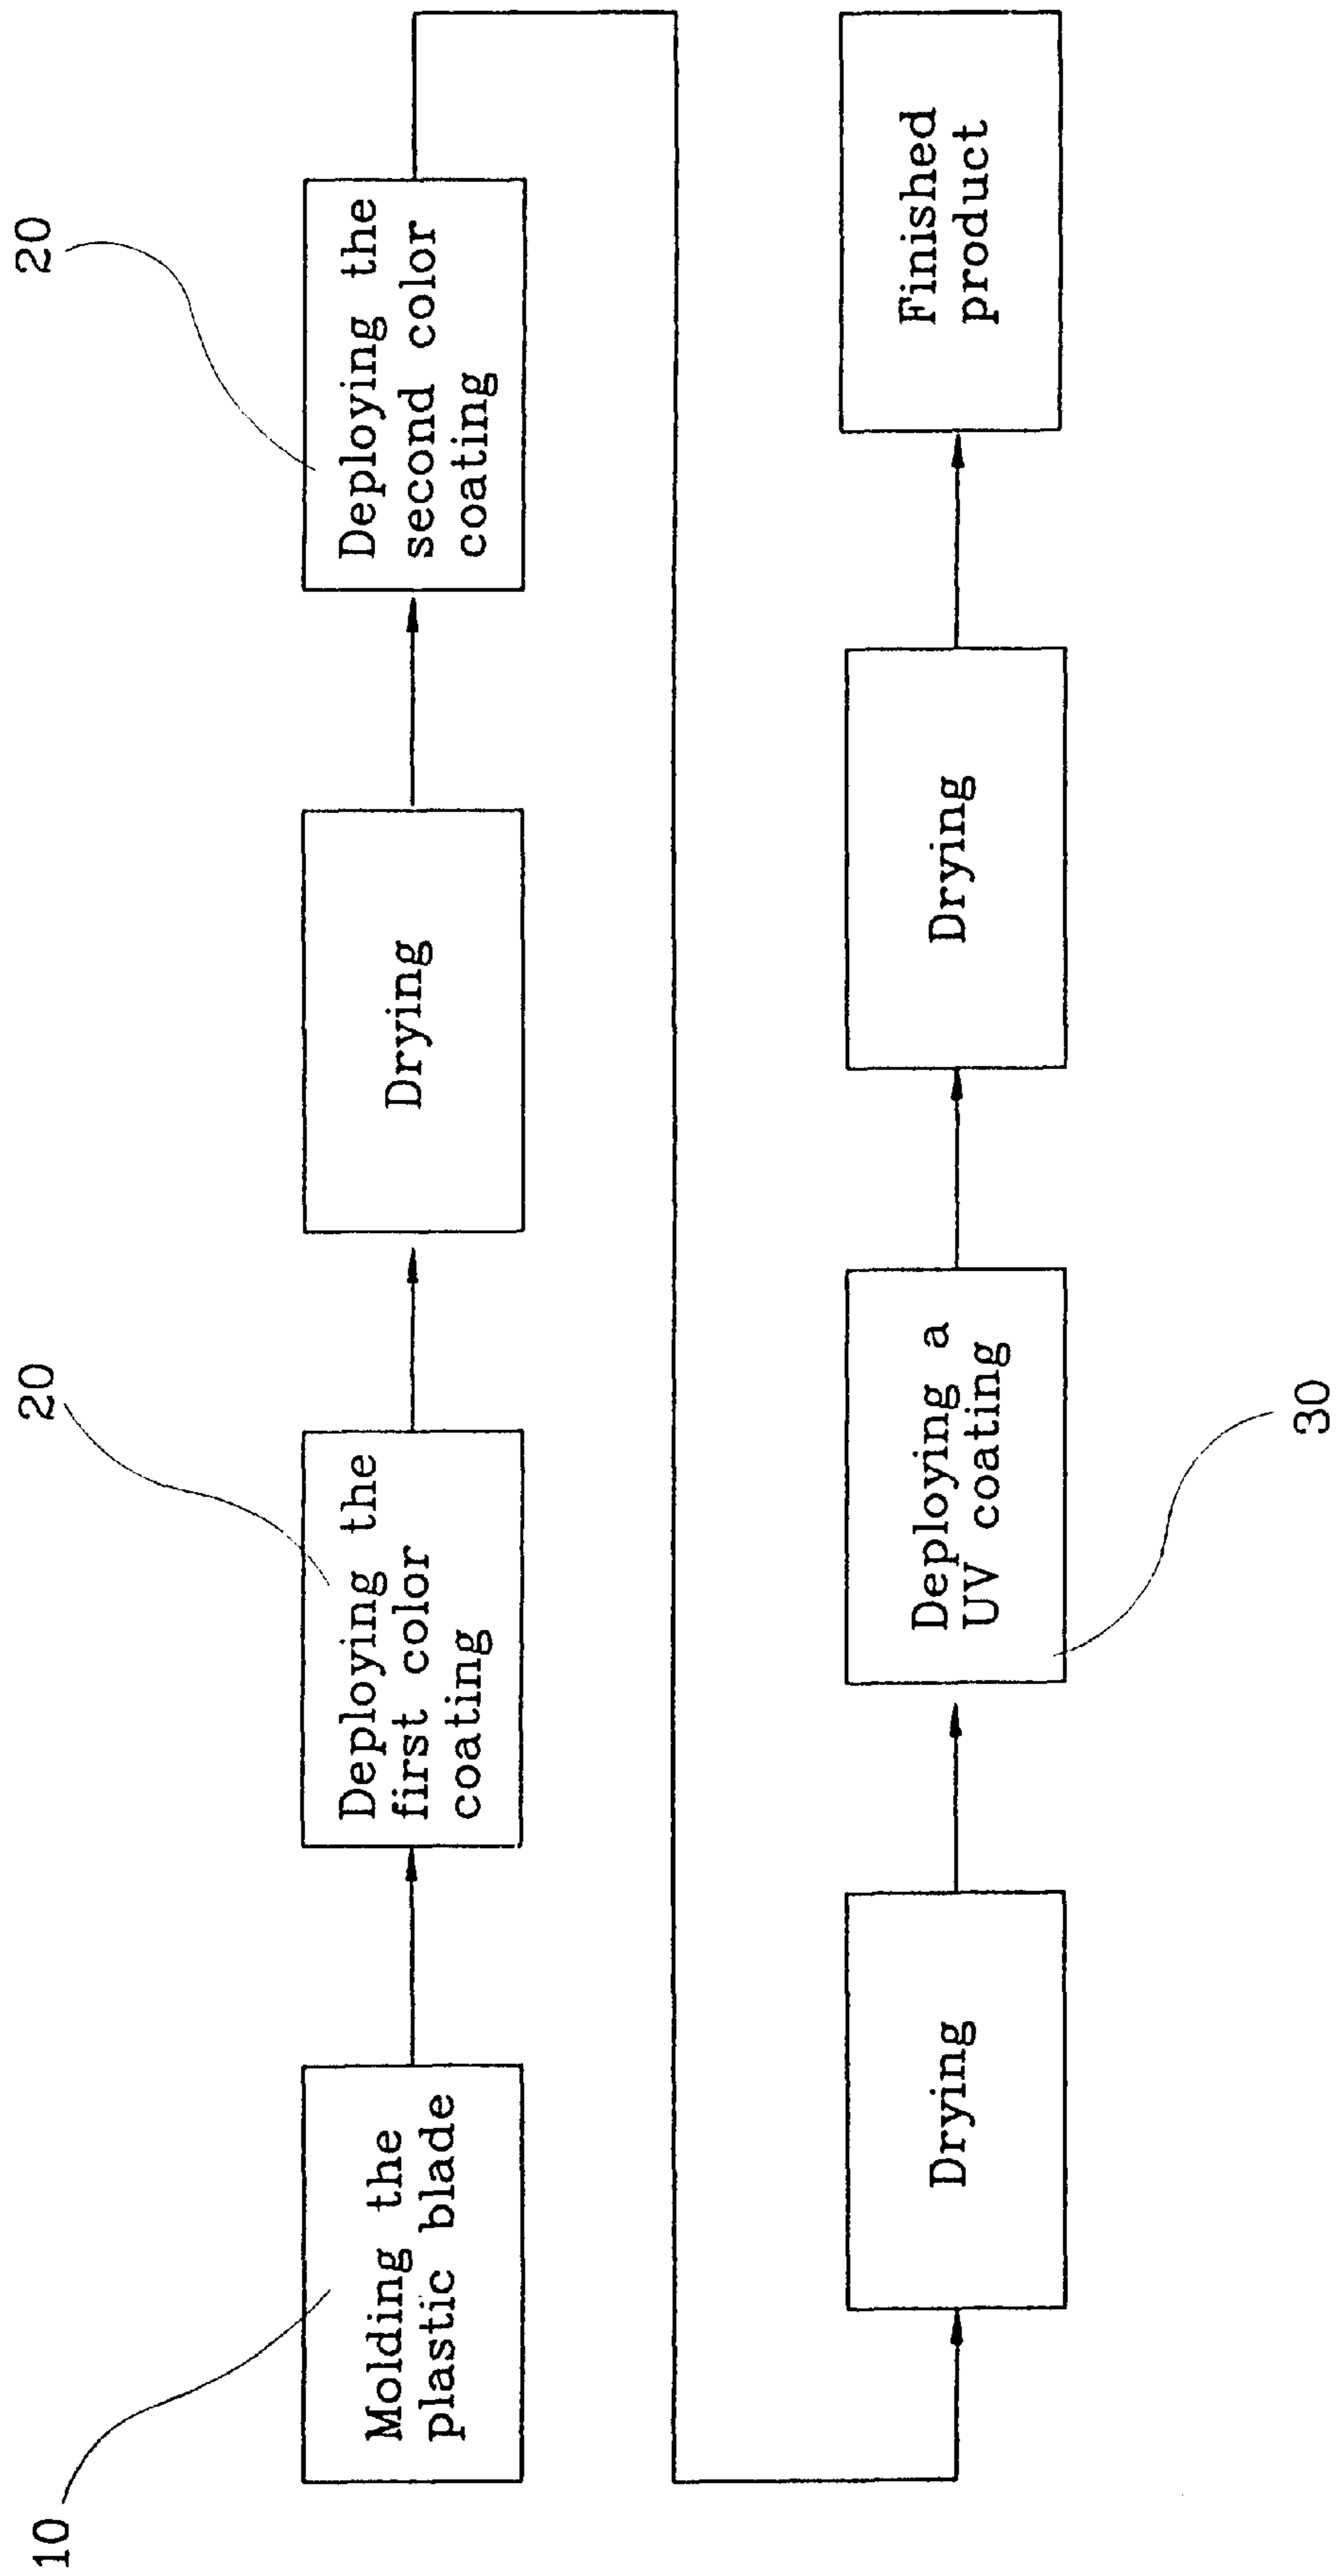 10
Molding the
plastic blade
20
Deploying the
first color
coating
Drying
20
Deploying the
second color
coating
Drying
30
Deploying a
UV coating
Drying
Finished
product